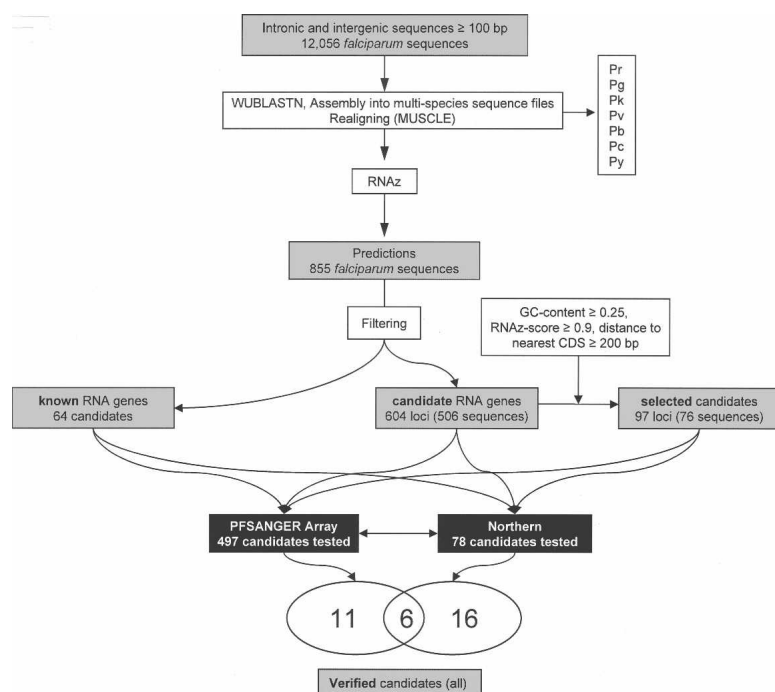 Intronic and intergenic sequences ≥ 100 bp
12,056 falciparum sequences
WUBLASTN, Assembly into multi-species sequence files
Realigning (MUSCLE)
Pr
Pg
Pk
Pv
Pb
Pc
Py
RNAz
Predictions
855 falciparum sequences
Filtering
GC-content ≥ 0.25,
RNAz-score ≥ 0.9, distance to
nearest CDS ≥ 200 bp
known RNA genes
64 candidates
candidate RNA genes
604 loci (506 sequences)
selected candidates
97 loci (76 sequences)
PFSANGER Array
497 candidates tested
Northern
78 candidates tested
11
6
16
Verified candidates (all)